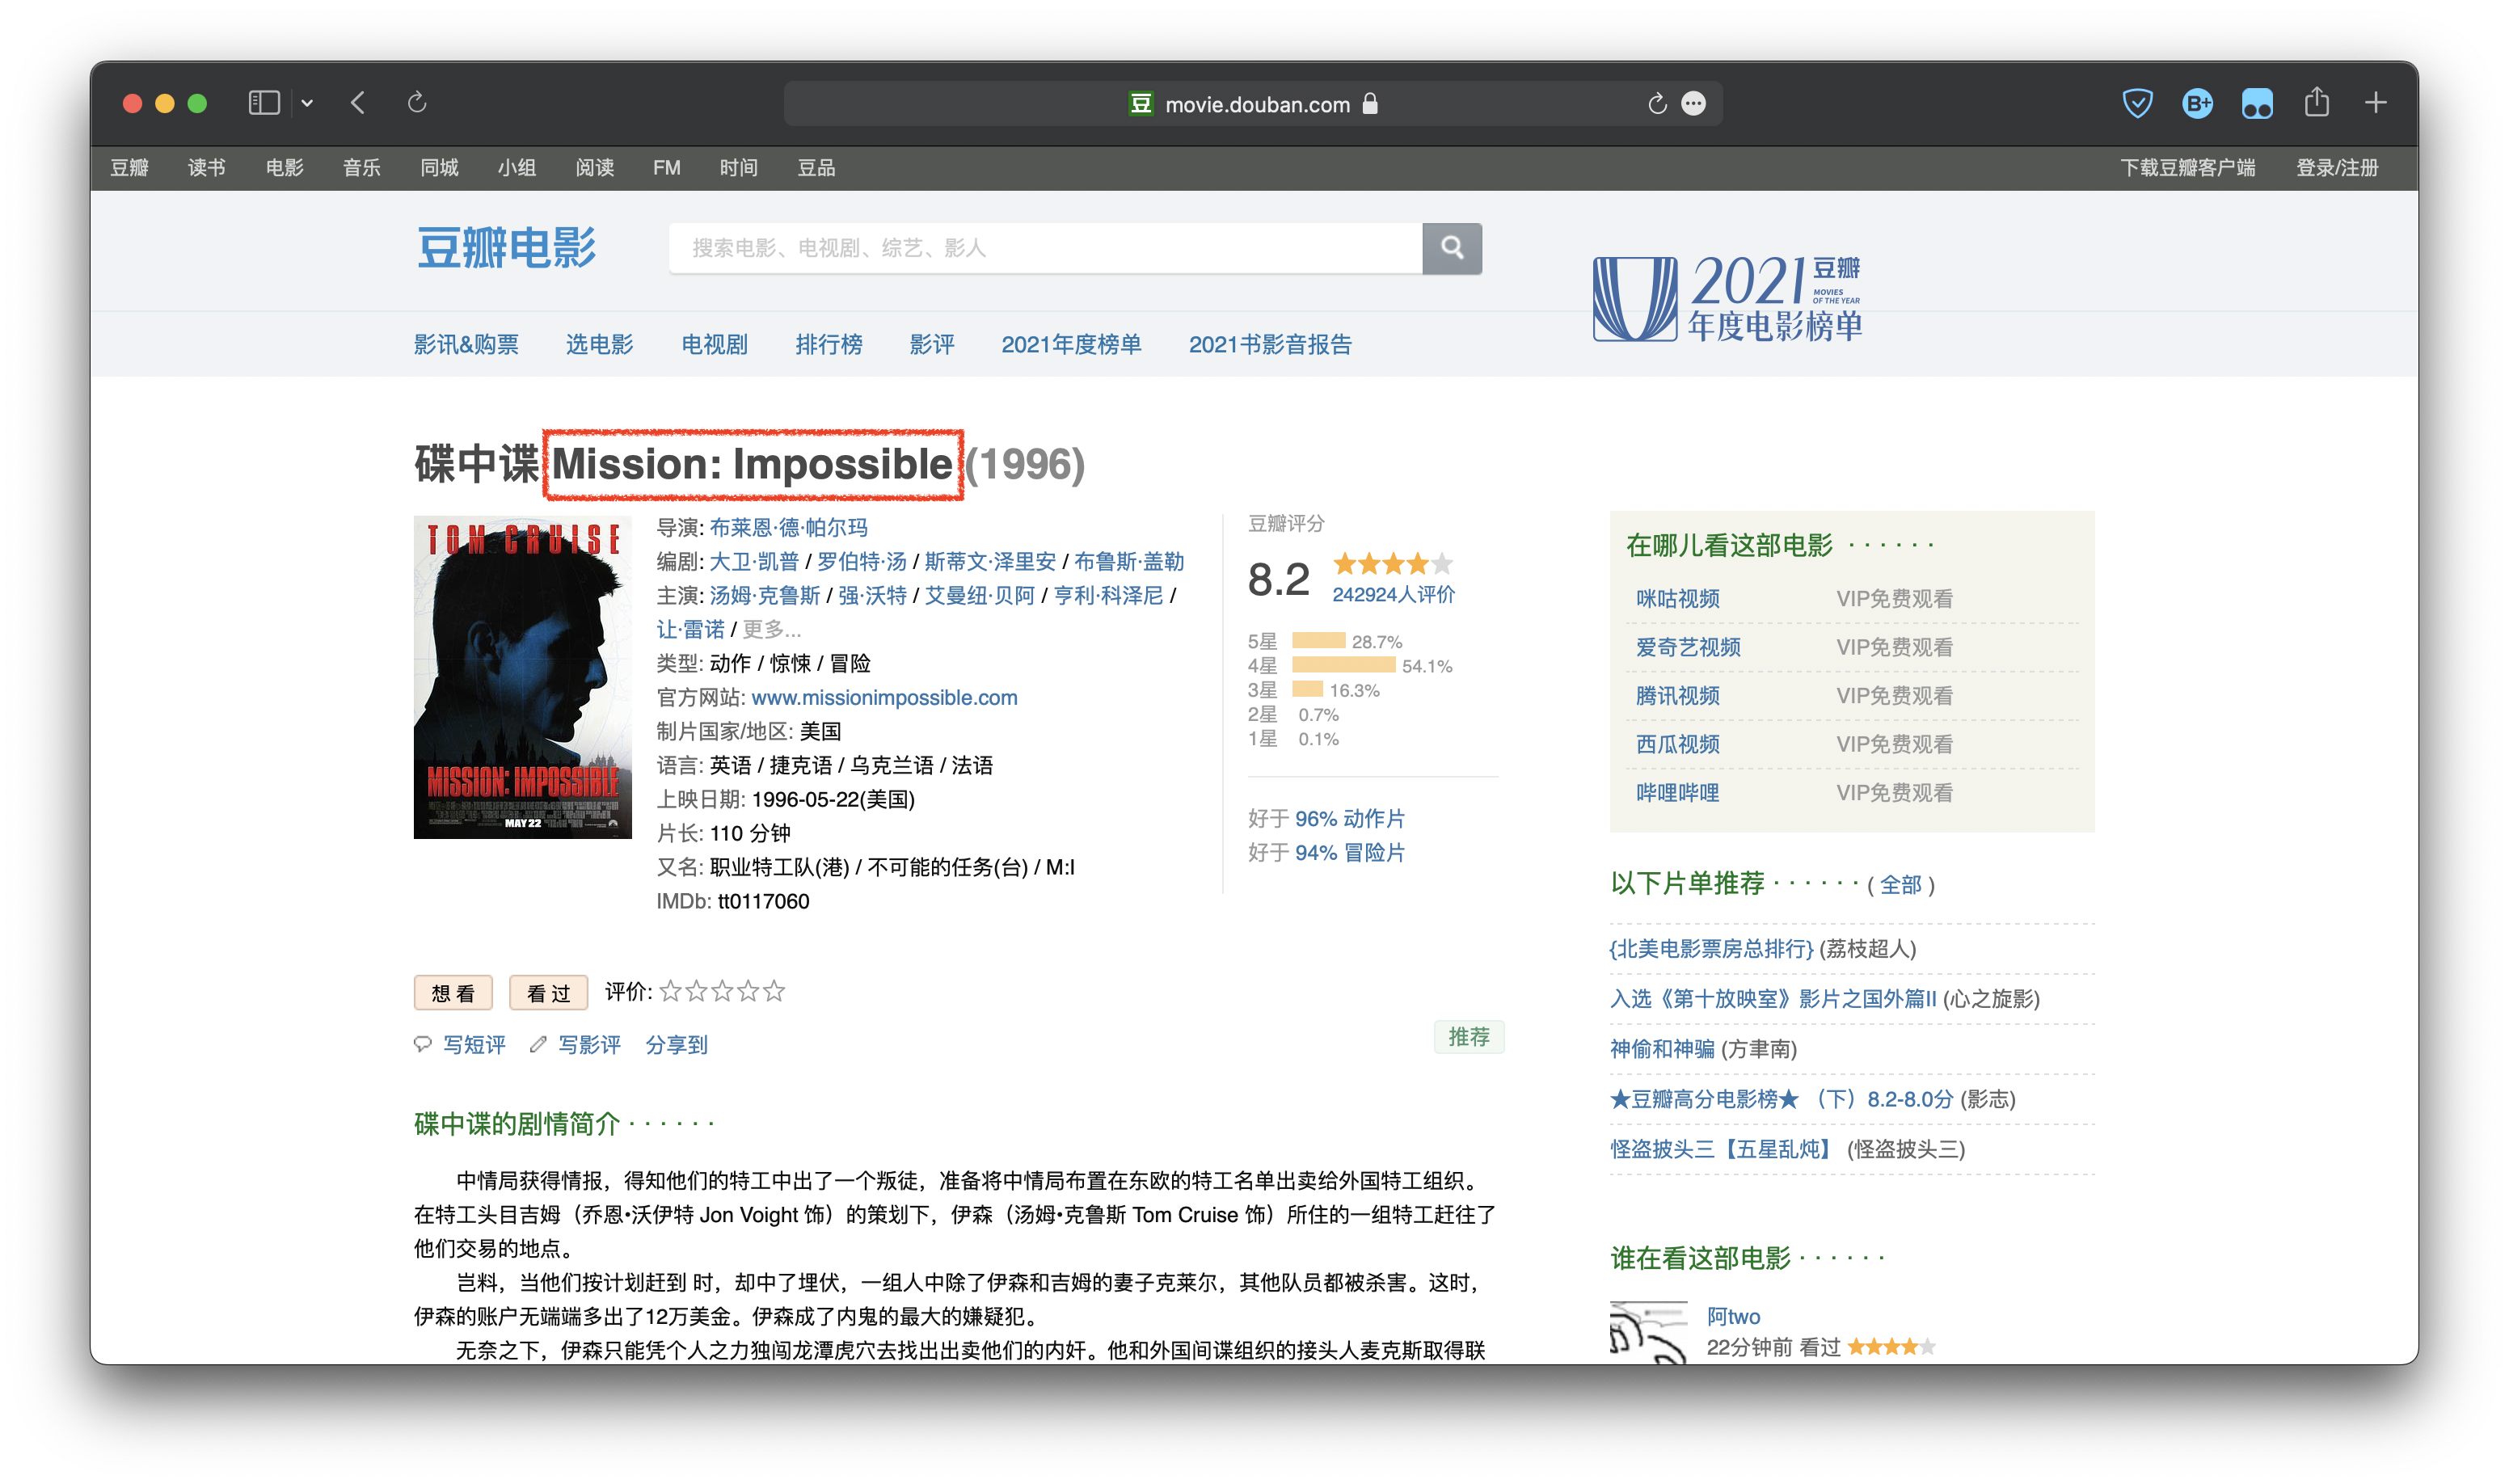 movie.douban.com
豆瓣 读书 电影 音乐 同城 小组 阅读 FM 时间 豆品 下载豆瓣客户端 登录/注册
豆瓣电影
搜索电影、电视剧、综艺、影人
2021 豆瓣
MOVIES
OF THE YEAR
年度电影榜单
影讯&购票 选电影 电视剧 排行榜 影评 2021年度榜单 2021书影音报告
碟中谍 Mission: Impossible (1996)
TOM CRUISE
MISSION: IMPOSSIBLE
MAY 22
导演: 布莱恩·德·帕尔玛
编剧: 大卫·凯普 / 罗伯特·汤 / 斯蒂文·泽里安 / 布鲁斯·盖勒
主演: 汤姆·克鲁斯 / 强·沃特 / 艾曼纽·贝阿 / 亨利·科泽尼 /
让·雷诺 / 更多...
类型: 动作 / 惊悚 / 冒险
官方网站: www.missionimpossible.com
制片国家/地区: 美国
语言: 英语 / 捷克语 / 乌克兰语 / 法语
上映日期: 1996-05-22(美国)
片长: 110 分钟
又名: 职业特工队(港) / 不可能的任务(台) / M:I
IMDb: tt0117060
豆瓣评分
8.2
242924人评价
5星 28.7%
4星 54.1%
3星 16.3%
2星 0.7%
1星 0.1%
好于 96% 动作片
好于 94% 冒险片
想看 看过 评价:
写短评 写影评 分享到 推荐
碟中谍的剧情简介 · · · · · ·
中情局获得情报，得知他们的特工中出了一个叛徒，准备将中情局布置在东欧的特工名单出卖给外国特工组织。
在特工头目吉姆（乔恩•沃伊特 Jon Voight 饰）的策划下，伊森（汤姆•克鲁斯 Tom Cruise 饰）所住的一组特工赶往了
他们交易的地点。
岂料，当他们按计划赶到 时，却中了埋伏，一组人中除了伊森和吉姆的妻子克莱尔，其他队员都被杀害。这时，
伊森的账户无端端多出了12万美金。伊森成了内鬼的最大的嫌疑犯。
无奈之下，伊森只能凭个人之力独闯龙潭虎穴去找出出卖他们的内奸。他和外国间谍组织的接头人麦克斯取得联
在哪儿看这部电影 · · · · · ·
咪咕视频 VIP免费观看
爱奇艺视频 VIP免费观看
腾讯视频 VIP免费观看
西瓜视频 VIP免费观看
哔哩哔哩 VIP免费观看
以下片单推荐 · · · · · · ( 全部 )
{北美电影票房总排行} (荔枝超人)
入选《第十放映室》影片之国外篇II (心之旋影)
神偷和神骗 (方聿南)
★豆瓣高分电影榜★ （下）8.2-8.0分 (影志)
怪盗披头三【五星乱炖】 (怪盗披头三)
谁在看这部电影 · · · · · ·
阿two
22分钟前 看过